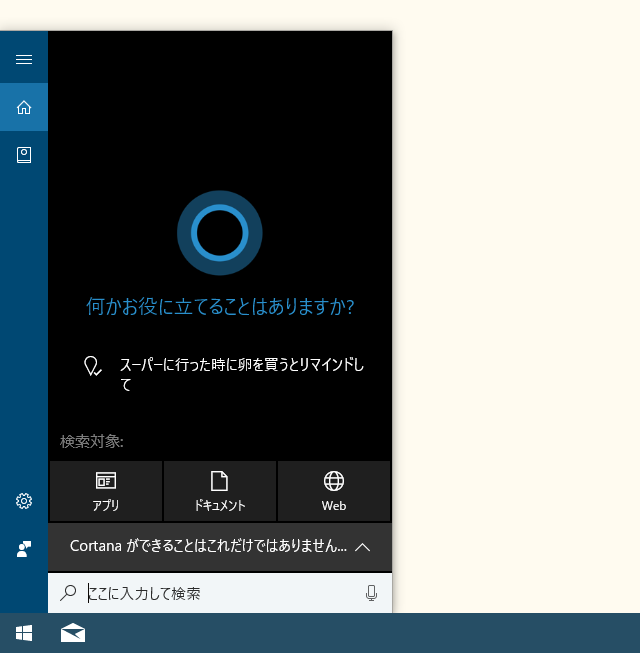 何かお役に立てることはありますか?
スーパーに行った時に卵を買うとリマインドし
て
検索対象:
アプリ
ドキュメント
Web
Cortana ができることはこれだけではありません...
ここに入力して検索